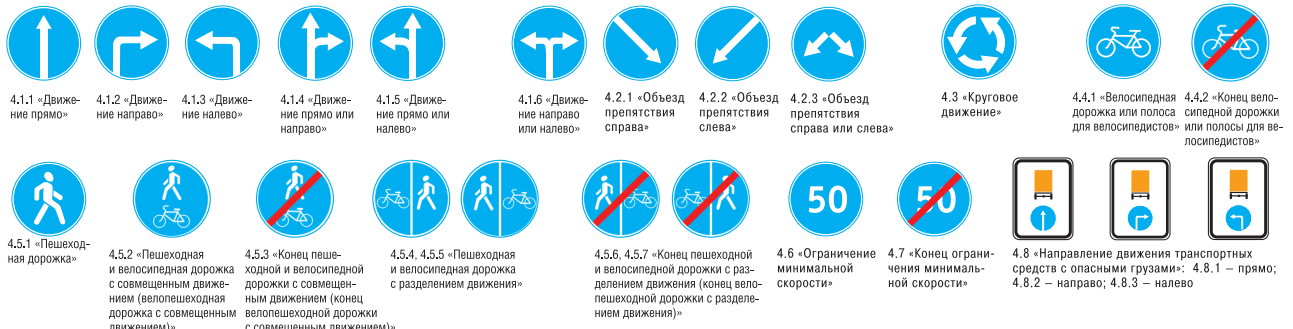 4.1.1 «Движе-
ние прямо»
4.1.2 «Движе-
ние направо»
4.1.3 «Движе-
ние налево»
4.1.4 «Движе-
ние прямо или
направо»
4.1.5 «Движе-
ние прямо или
налево»
4.1.6 «Движе-
ние направо
или налево»
4.2.1 «Объезд
препятствия
справа»
4.2.2 «Объезд
препятствия
слева»
4.2.3 «Объезд
препятствия
справа или слева»
4.3 «Круговое
движение»
4.4.1 «Велосипедная
дорожка или полоса
для велосипедистов»
4.4.2 «Конец вело-
сипедной дорожки
или полосы для ве-
лосипедистов»
4.5.1 «Пешеход-
ная дорожка»
4.5.2 «Пешеходная
и велосипедная дорожка
с совмещенным движе-
нием (велопешеходная
дорожка с совмещенным
движением)»
4.5.3 «Конец пеше-
ходной и велосипедной
дорожки с совмещен-
ным движением (конец
велопешеходной дорожки
с совмещенным движением)»
4.5.4, 4.5.5 «Пешеходная
и велосипедная дорожка
с разделением движения»
4.5.6, 4.5.7 «Конец пешеходной
и велосипедной дорожки с раз-
делением движения (конец вело-
пешеходной дорожки с разделе-
нием движения)»
50
4.6 «Ограничение
минимальной
скорости»
50
4.7 «Конец ограни-
чения минималь-
ной скорости»
4.8 «Направление движения транспортных
средств с опасными грузами»: 4.8.1 – прямо;
4.8.2 – направо; 4.8.3 – налево